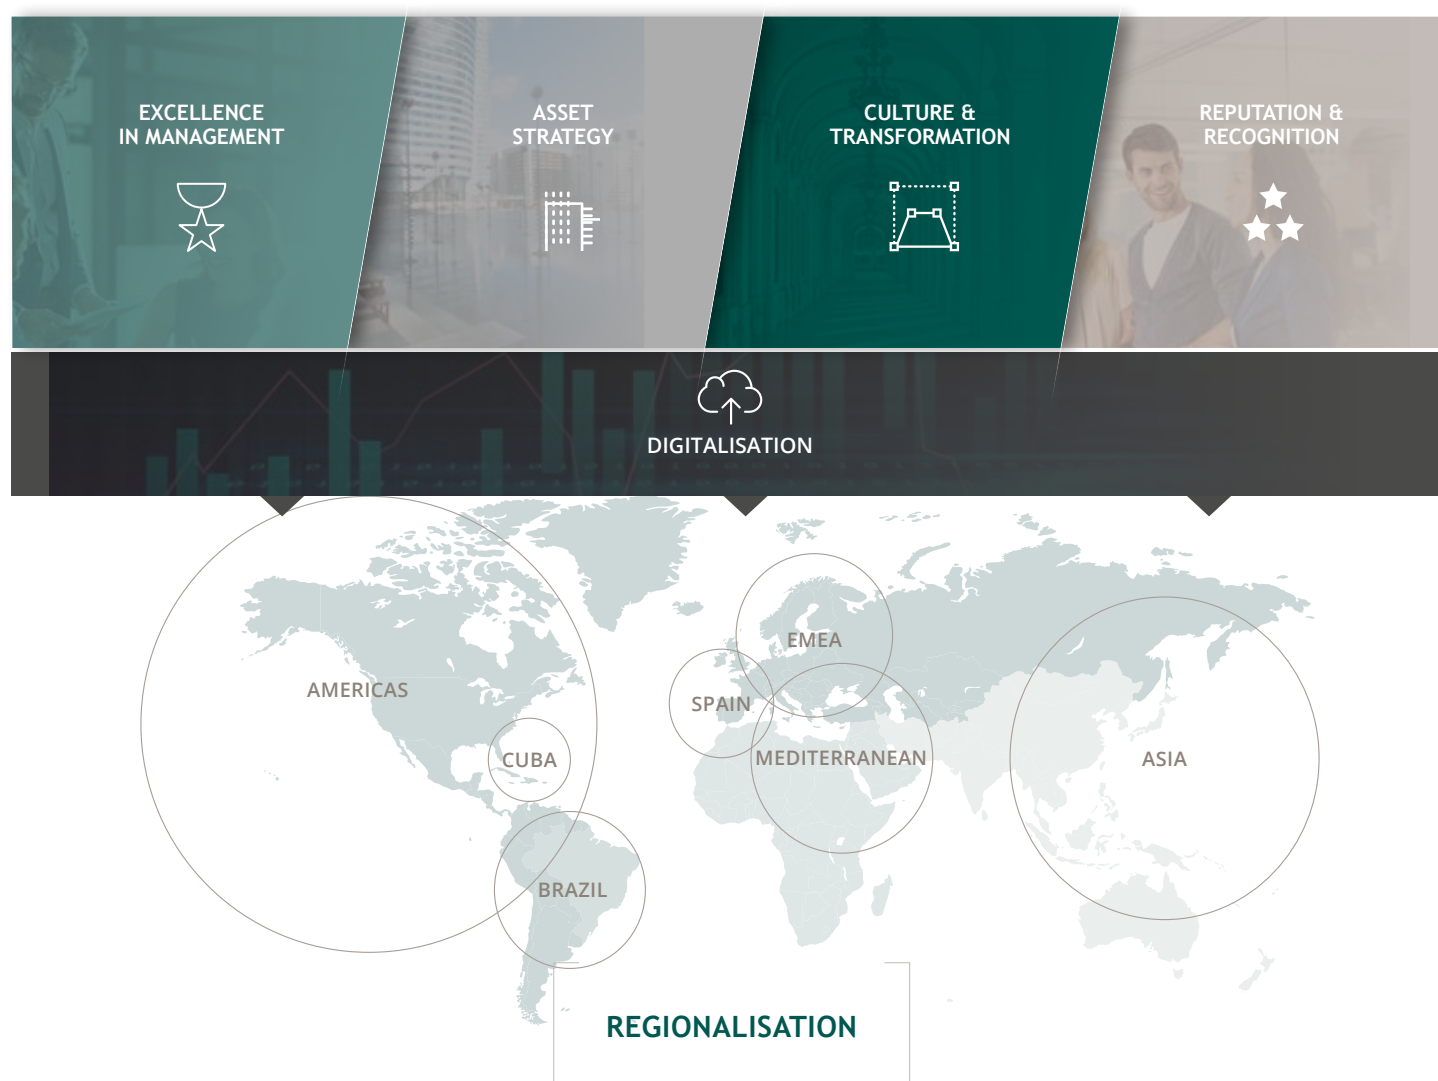 EXCELLENCE
IN MANAGEMENT
ASSET
STRATEGY
CULTURE &
TRANSFORMATION
REPUTATION &
RECOGNITION
DIGITALISATION
AMERICAS
CUBA
BRAZIL
SPAIN
EMEA
MEDITERRANEAN
ASIA
REGIONALISATION